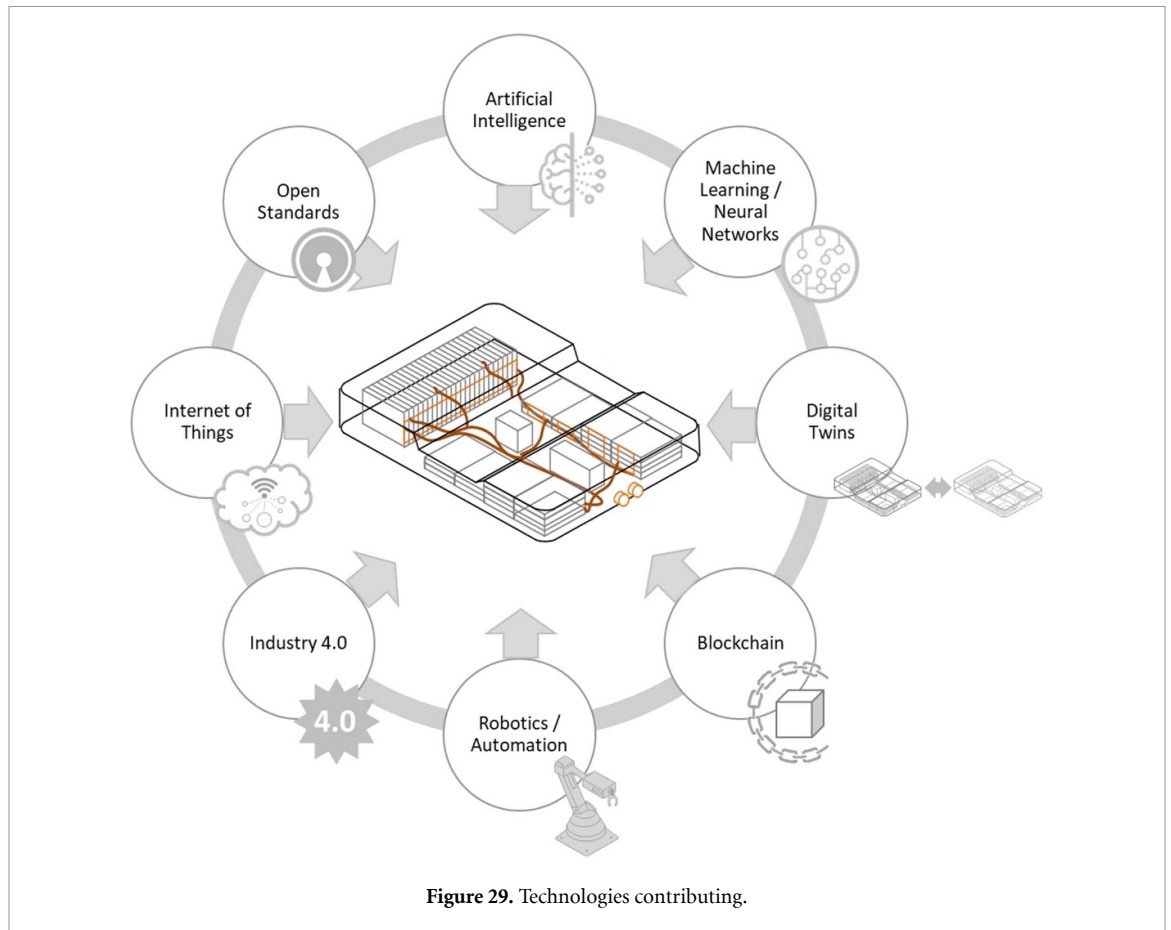 Artificial
Intelligence
Machine
Learning /
Neural
Networks
Open
Standards
Internet of
Things
Digital
Twins
Industry 4.0
4.0
Blockchain
Robotics /
Automation
Figure 29. Technologies contributing.